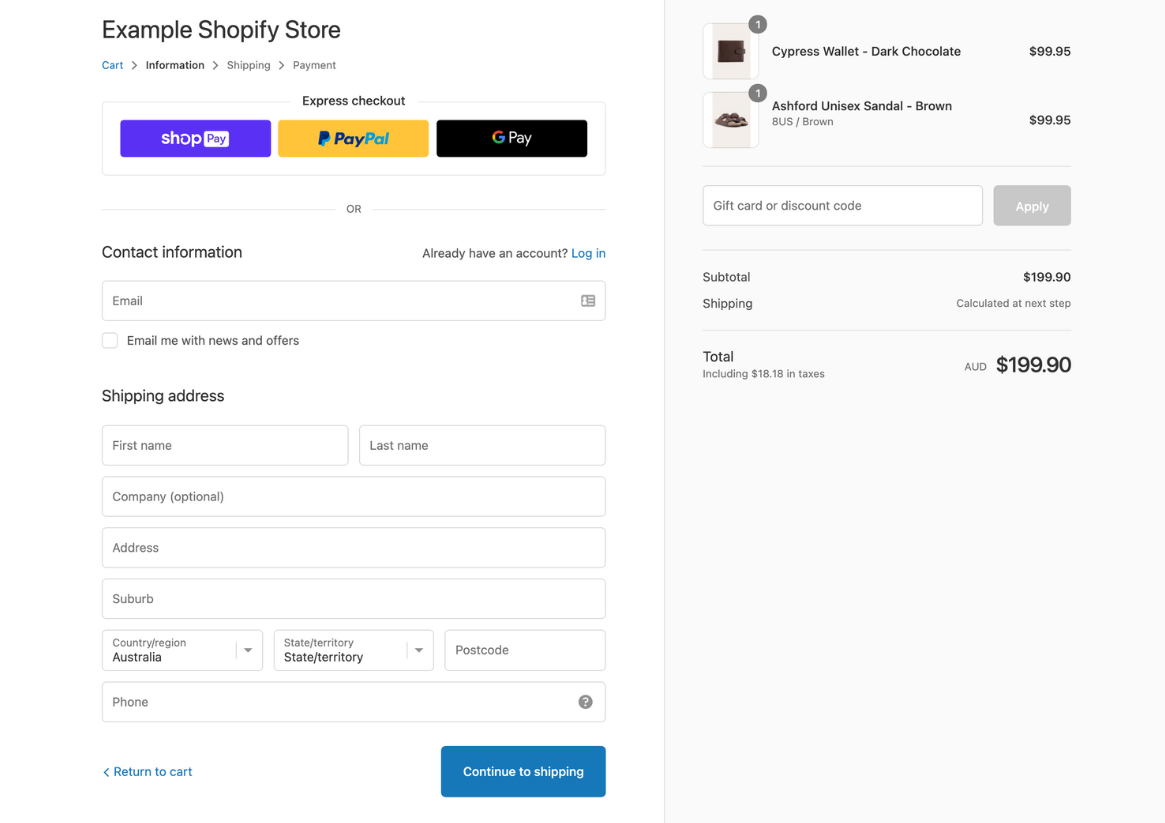 Example Shopify Store
Cart > Information > Shipping > Payment
Express checkout
shop Pay
PayPal
G Pay
OR
Contact information
Already have an account? Log in
Email
Email me with news and offers
Shipping address
First name
Last name
Company (optional)
Address
Suburb
Country/region
Australia
State/territory
State/territory
Postcode
Phone
?
< Return to cart
Continue to shipping
1
Cypress Wallet - Dark Chocolate
$99.95
1
Ashford Unisex Sandal - Brown
8US / Brown
$99.95
Gift card or discount code
Apply
Subtotal
$199.90
Shipping
Calculated at next step
Total
Including $18.18 in taxes
AUD $199.90